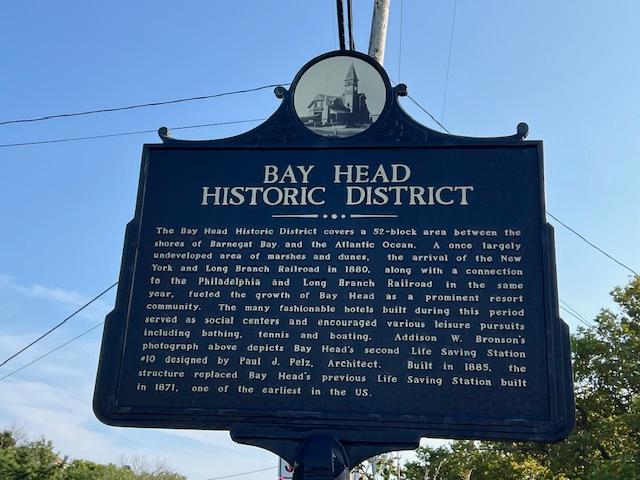 BAY HEAD
HISTORIC DISTRICT
The Bay Head Historic District covers a 52-block area between the
shores of Barnegat Bay and the Atlantic Ocean. A once largely
undeveloped area of marshes and dunes, the arrival of the New
York and Long Branch Railroad in 1880, along with a connection
to the Philadelphia and Long Branch Railroad in the same
year, fueled the growth of Bay Head as a prominent resort
community. The many fashionable hotels built during this period
served as social centers and encouraged various leisure pursuits
including bathing, tennis and boating. Addison W. Bronson's
photograph above depicts Bay Head's second Life Saving Station
#10 designed by Paul J. Pelz, Architect. Built in 1885, the
structure replaced Bay Head's previous Life Saving Station built
in 1871, one of the earliest in the US.